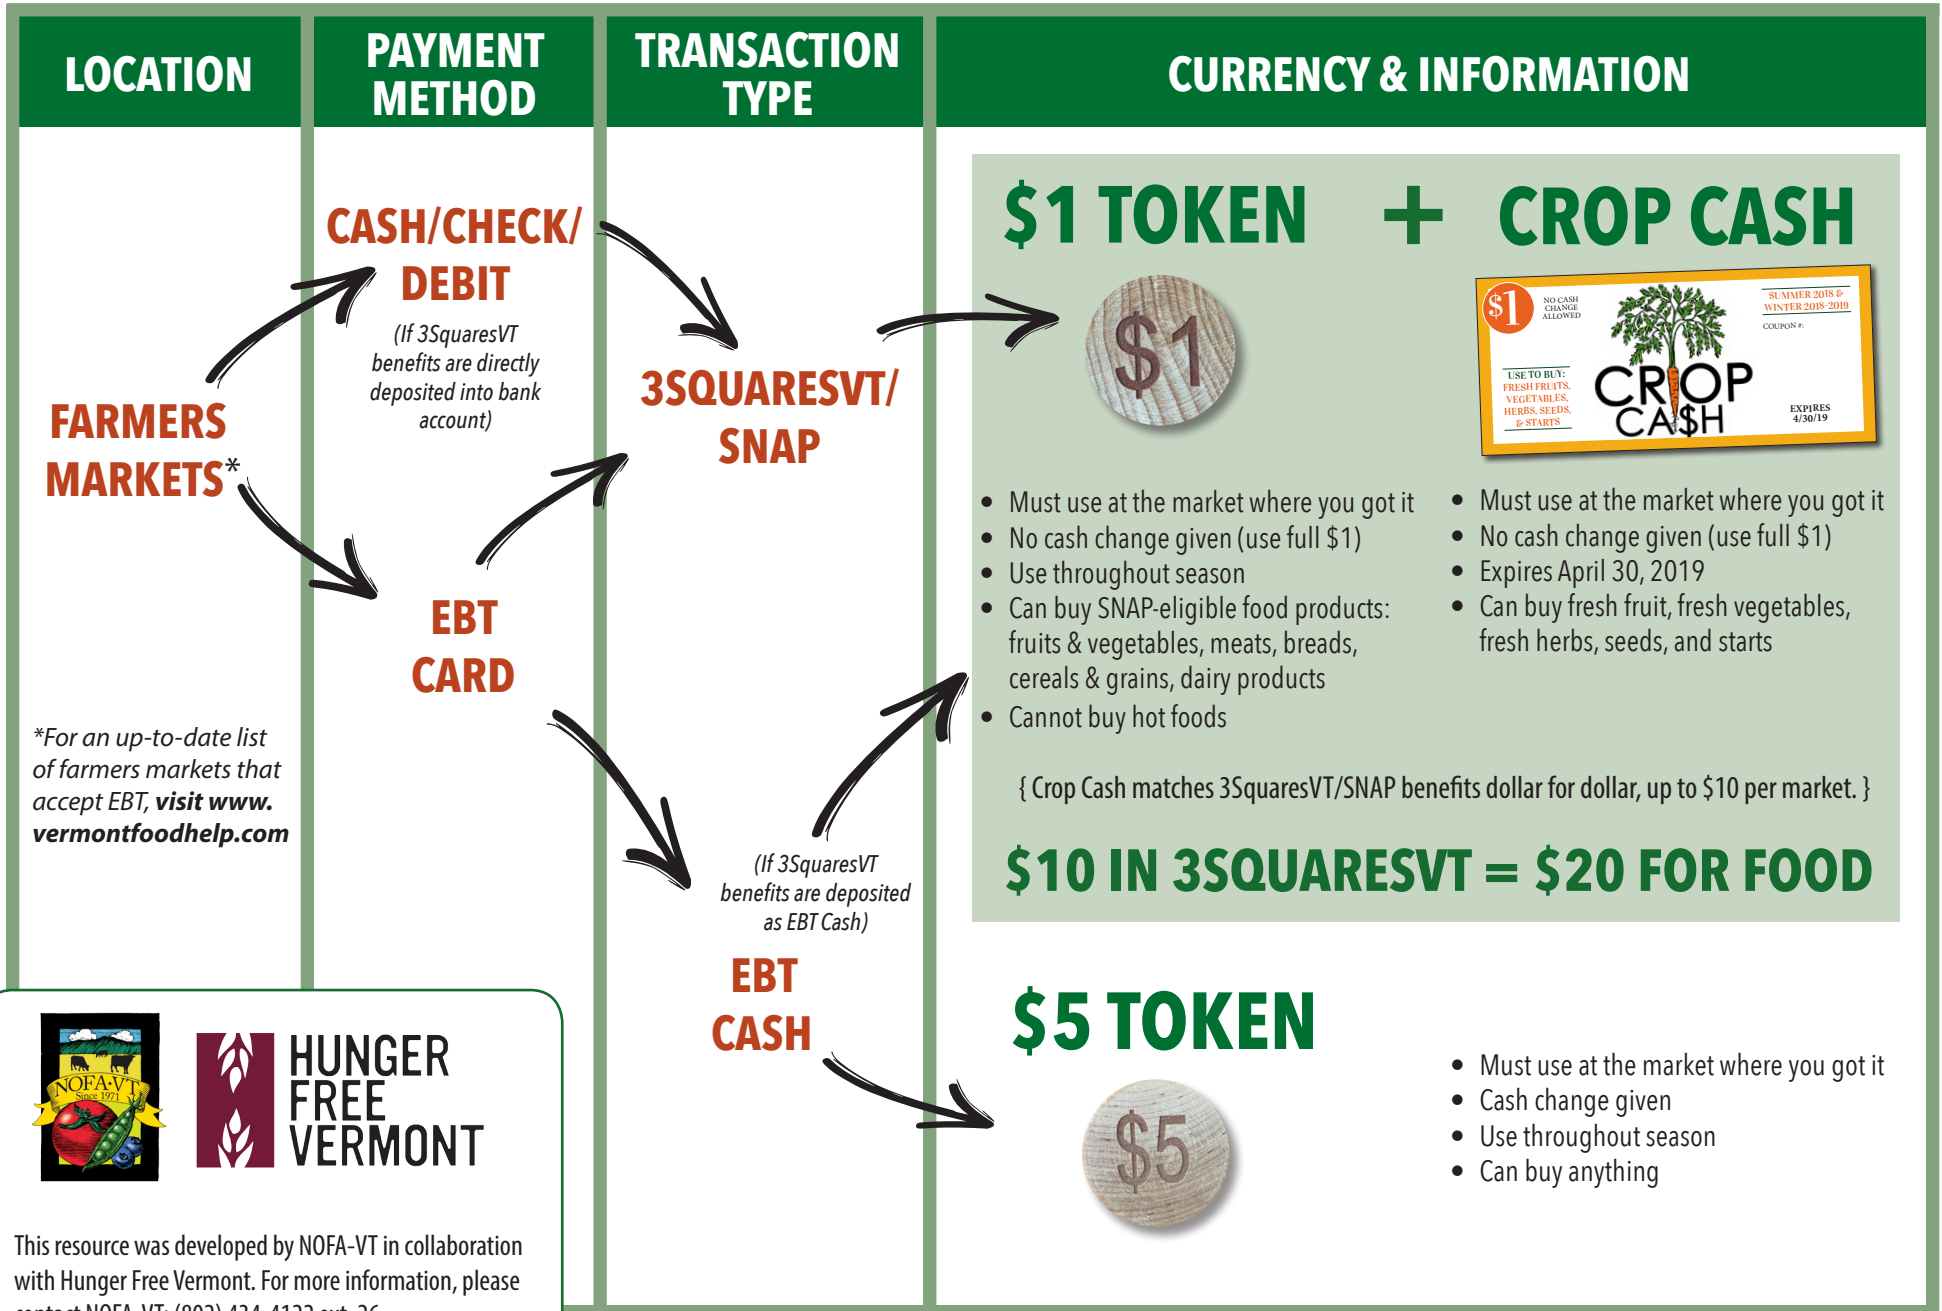 LOCATION
PAYMENT
METHOD
TRANSACTION
TYPE
CURRENCY & INFORMATION
FARMERS
MARKETS*
*For an up-to-date list
of farmers markets that
accept EBT, visit www.
vermontfoodhelp.com
CASH/CHECK/
DEBIT
(If 3SquaresVT
benefits are directly
deposited into bank
account)
EBT
CARD
3SQUARESVT/
SNAP
(If 3SquaresVT
benefits are deposited
as EBT Cash)
EBT
CASH
$1 TOKEN + CROP CASH
$1
$1
NO CASH
CHANGE
ALLOWED
SUMMER 2018 &
WINTER 2018-2019
COUPON #:
USE TO BUY:
FRESH FRUITS,
VEGETABLES,
HERBS, SEEDS,
& STARTS
CROP
CA$H
EXPIRES
4/30/19
• Must use at the market where you got it
• No cash change given (use full $1)
• Use throughout season
• Can buy SNAP-eligible food products:
fruits & vegetables, meats, breads,
cereals & grains, dairy products
• Cannot buy hot foods
• Must use at the market where you got it
• No cash change given (use full $1)
• Expires April 30, 2019
• Can buy fresh fruit, fresh vegetables,
fresh herbs, seeds, and starts
{ Crop Cash matches 3SquaresVT/SNAP benefits dollar for dollar, up to $10 per market. }
$10 IN 3SQUARESVT = $20 FOR FOOD
$5 TOKEN
$5
• Must use at the market where you got it
• Cash change given
• Use throughout season
• Can buy anything
NOFA•VT
Since 1971
HUNGER
FREE
VERMONT
This resource was developed by NOFA-VT in collaboration
with Hunger Free Vermont. For more information, please
contact NOFA-VT: (802) 434-4122 ext. 26